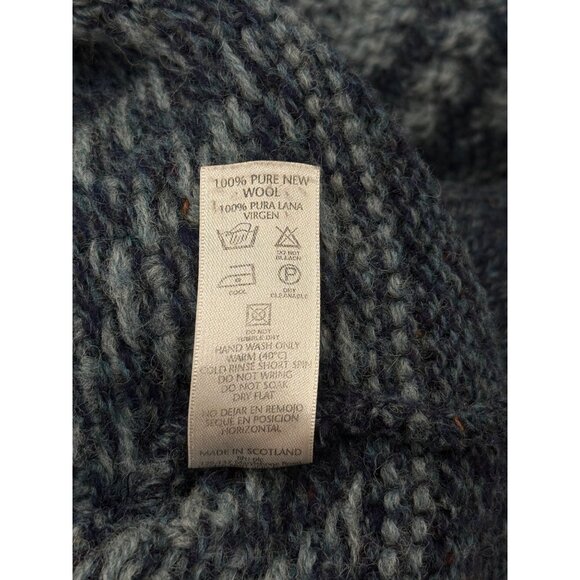 100% PURE NEW
WOOL
100% PURA LANA
VIRGEN
DO NOT
BLEACH
COOL
P
DRY
CLEANABLE
DO NOT
TUMBLE DRY
HAND WASH ONLY
WARM (40°C)
COLD RINSE SHORT SPIN
DO NOT WRING
DO NOT SOAK
DRY FLAT
NO DEJAR EN REMOJO
SEQUE EN POSICION
HORIZONTAL
MADE IN SCOTLAND